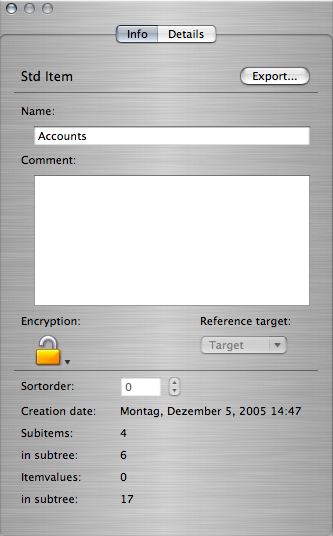 Info Details
Std Item Export...
Name:
Accounts
Comment:
Encryption: Reference target:
Target
Sortorder: 0
Creation date: Montag, Dezember 5, 2005 14:47
Subitems: 4
in subtree: 6
Itemvalues: 0
in subtree: 17